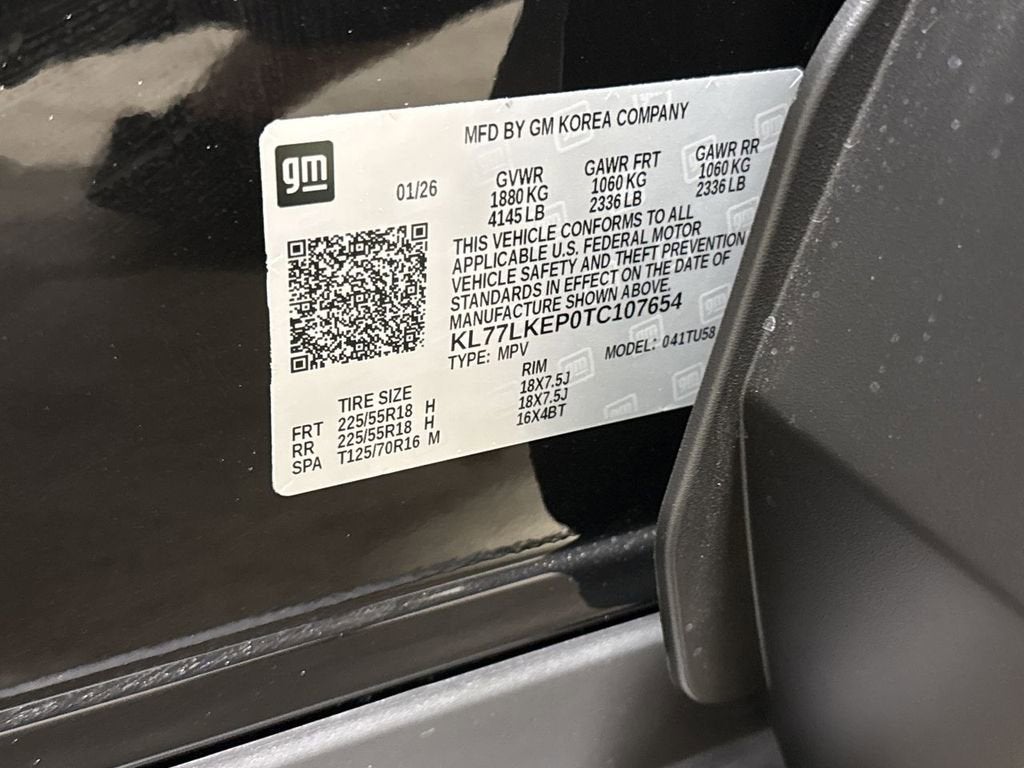 MFD BY GM KOREA COMPANY
gm
01/26
GVWR GAWR FRT GAWR RR
1880 KG 1060 KG 1060 KG
4145 LB 2336 LB 2336 LB
THIS VEHICLE CONFORMS TO ALL
APPLICABLE U.S. FEDERAL MOTOR
VEHICLE SAFETY AND THEFT PREVENTION
STANDARDS IN EFFECT ON THE DATE OF
MANUFACTURE SHOWN ABOVE.
KL77LKEP0TC107654
TYPE: MPV MODEL: 041TU58
TIRE SIZE RIM
FRT 225/55R18 H 18X7.5J
RR 225/55R18 H 18X7.5J
SPA T125/70R16 M 16X4BT